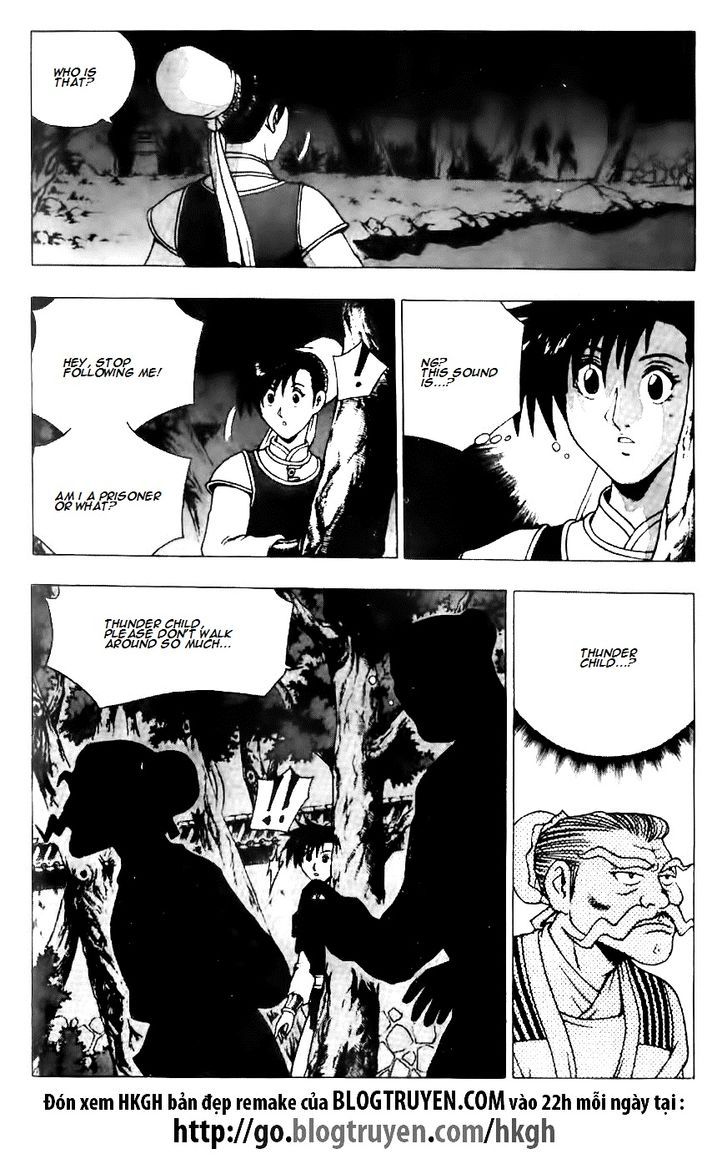 WHO IS
THAT?
HEY, STOP
FOLLOWING ME!
AM I A PRISONER
OR WHAT?
!
NG?
THIS SOUND
IS...?
THUNDER CHILD,
PLEASE DON'T WALK
AROUND SO MUCH...
!!!
THUNDER
CHILD...?
Đón xem HKGH bản đẹp remake của BLOGTRUYEN.COM vào 22h mỗi ngày tại :
http://go.blogtruyen.com/hkgh